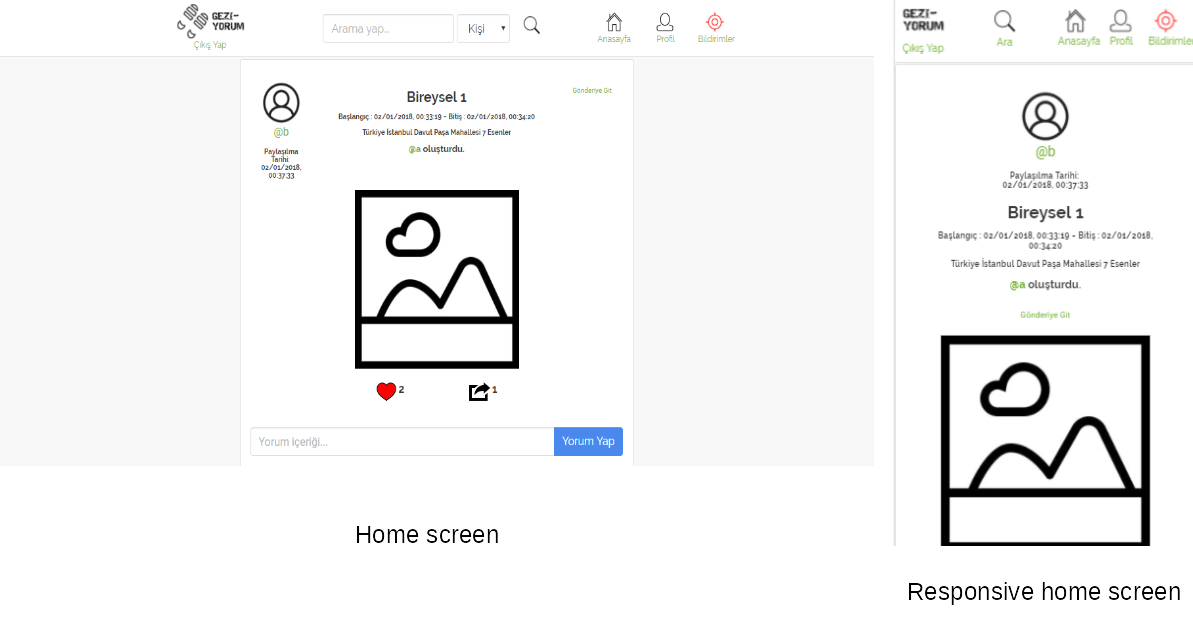 GEZİ-
YORUM
Çıkış Yap
Arama yap...
Kişi
Anasayfa
Profil
Bildirimler
@b
Paylaşılma
Tarihi:
02/01/2018,
00:37:33
Bireysel 1
Başlangıç : 02/01/2018, 00:33:19 - Bitiş : 02/01/2018, 00:34:20
Türkiye İstanbul Davut Paşa Mahallesi 7 Esenler
@a oluşturdu.
Gönderiye Git
2
1
Yorum içeriği...
Yorum Yap
Home screen
GEZİ-
YORUM
Çıkış Yap
Ara
Anasayfa
Profil
Bildirimler
@b
Paylaşılma Tarihi:
02/01/2018, 00:37:33
Bireysel 1
Başlangıç : 02/01/2018, 00:33:19 - Bitiş : 02/01/2018,
00:34:20
Türkiye İstanbul Davut Paşa Mahallesi 7 Esenler
@a oluşturdu.
Gönderiye Git
Responsive home screen